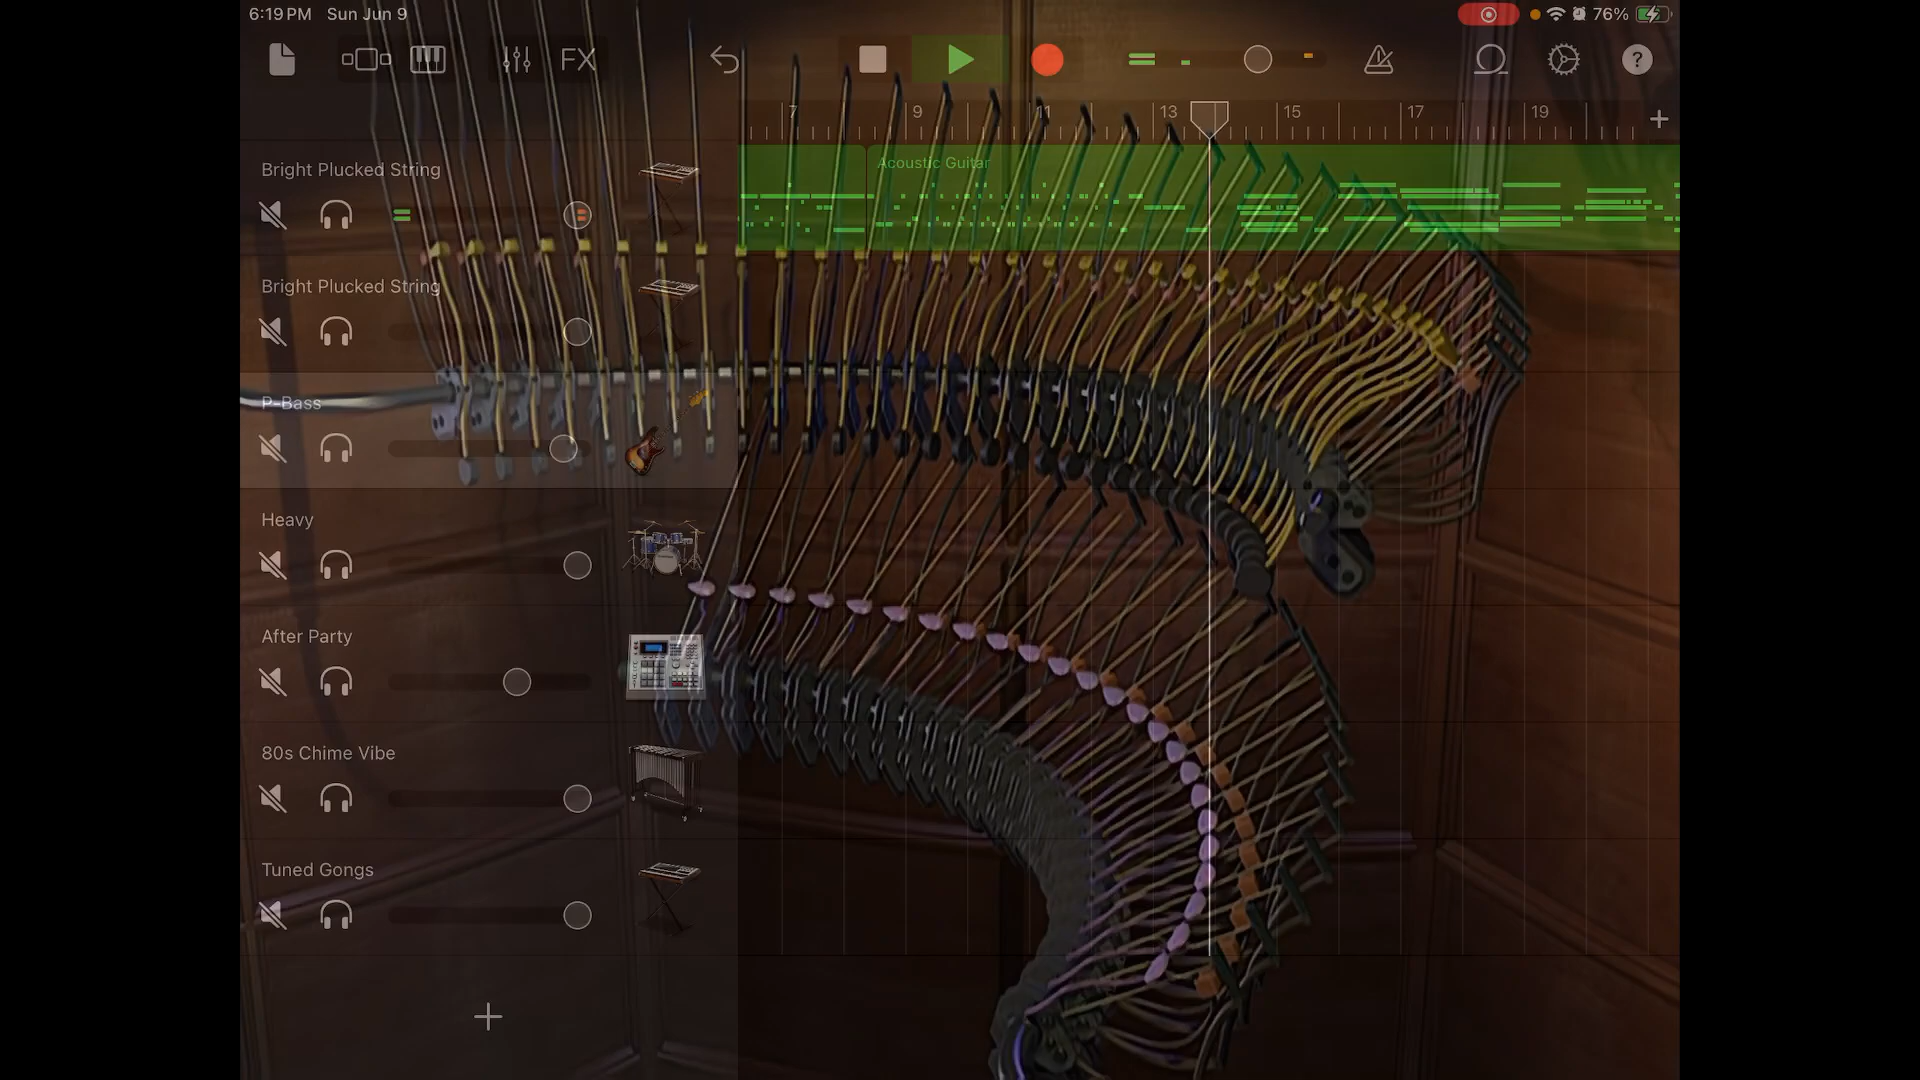 6:19 PM Sun Jun 9
76%
FX
?
7 9 11 13 15 17 19
Bright Plucked String
Acoustic Guitar
Bright Plucked String
P-Bass
Heavy
After Party
80s Chime Vibe
Tuned Gongs